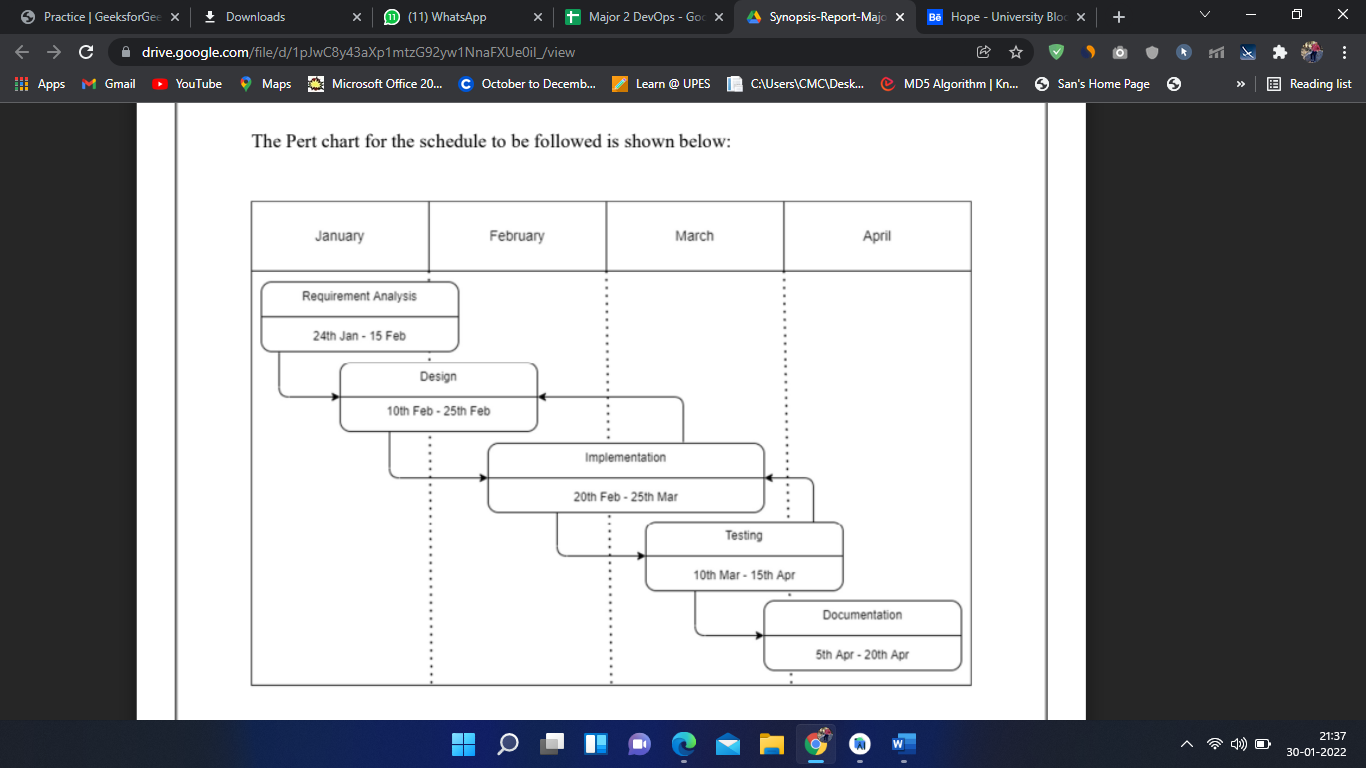 Practice | GeeksforGee
Downloads
(11) WhatsApp
Major 2 DevOps - Goo
Synopsis-Report-Majo
Bē Hope - University Bloc
drive.google.com/file/d/1pJwC8y43aXp1mtzG92yw1NnaFXUe0iI_/view
Apps
Gmail
YouTube
Maps
Microsoft Office 20...
October to Decemb...
Learn @ UPES
C:\Users\CMC\Desk...
MD5 Algorithm | Kn...
San's Home Page
»
Reading list
The Pert chart for the schedule to be followed is shown below:
January February March April
Requirement Analysis
24th Jan - 15 Feb
Design
10th Feb - 25th Feb
Implementation
20th Feb - 25th Mar
Testing
10th Mar - 15th Apr
Documentation
5th Apr - 20th Apr
21:37
30-01-2022